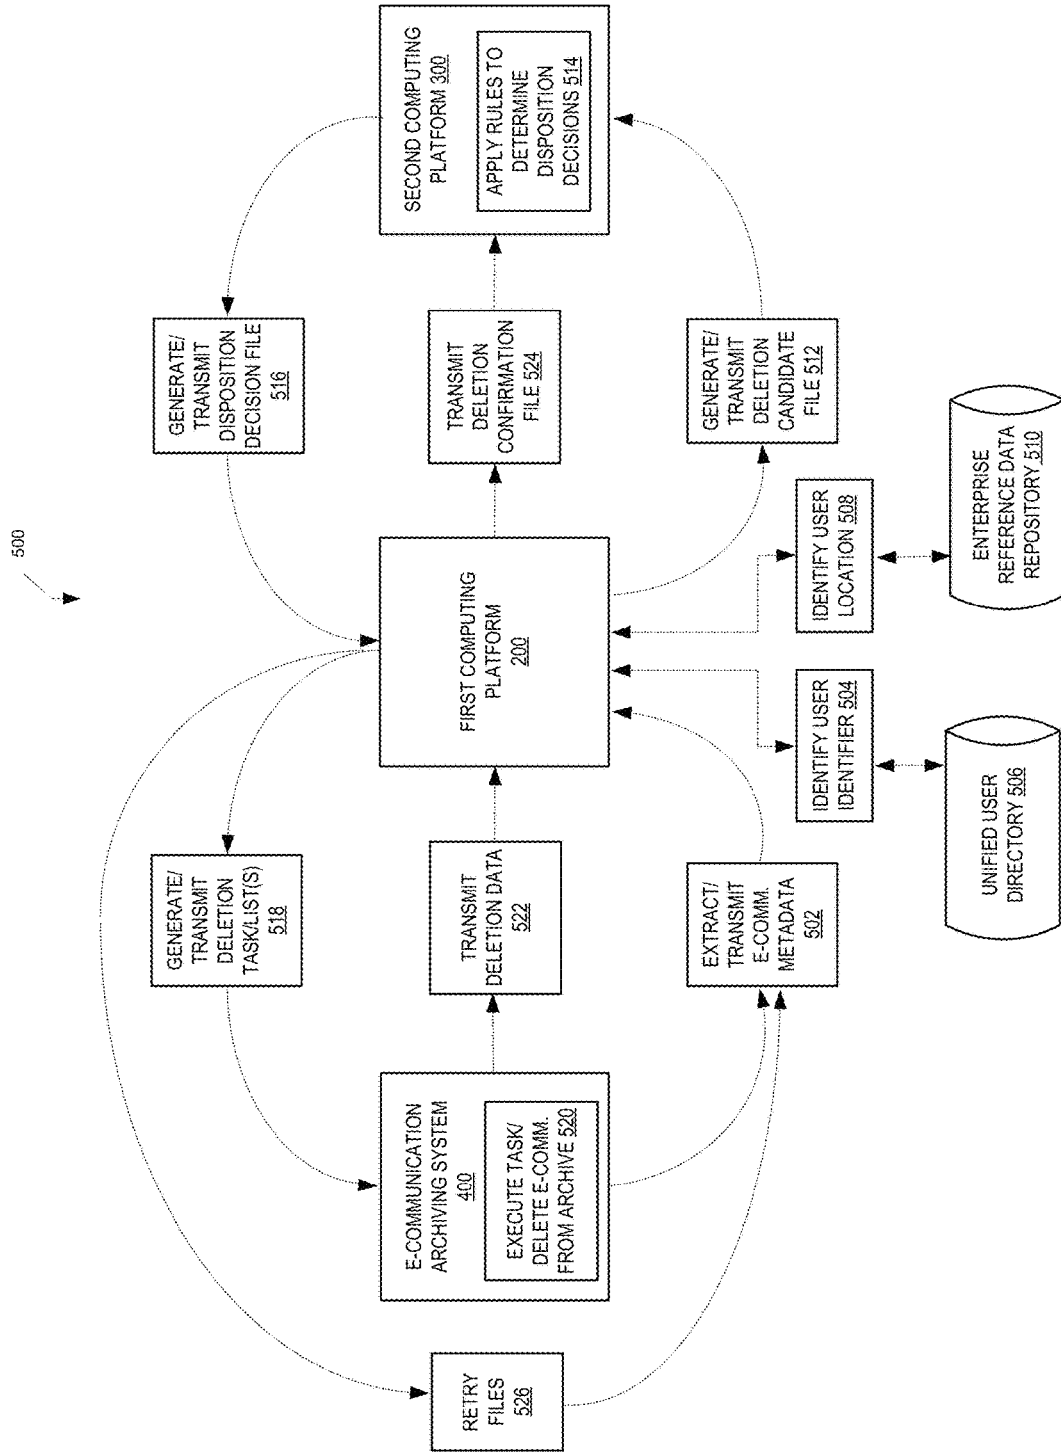 500
GENERATE/
TRANSMIT
DELETION
TASK/LIST(S)
518
GENERATE/
TRANSMIT
DISPOSITION
DECISION FILE
516
RETRY
FILES
526
E-COMMUNICATION
ARCHIVING SYSTEM
400
EXECUTE TASK/
DELETE E-COMM.
FROM ARCHIVE 520
TRANSMIT
DELETION DATA
522
FIRST COMPUTING
PLATFORM
200
TRANSMIT
DELETION
CONFIRMATION
FILE 524
SECOND COMPUTING
PLATFORM 300
APPLY RULES TO
DETERMINE
DISPOSITION
DECISIONS 514
EXTRACT/
TRANSMIT
E-COMM.
METADATA
502
GENERATE/
TRANSMIT
DELETION
CANDIDATE
FILE 512
IDENTIFY USER
IDENTIFIER 504
IDENTIFY USER
LOCATION 508
UNIFIED USER
DIRECTORY 506
ENTERPRISE
REFERENCE DATA
REPOSITORY 510